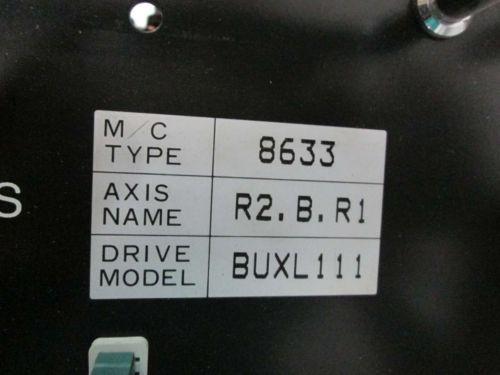 M/C TYPE 8633
AXIS NAME R2.B.R1
DRIVE MODEL BUXL111
S